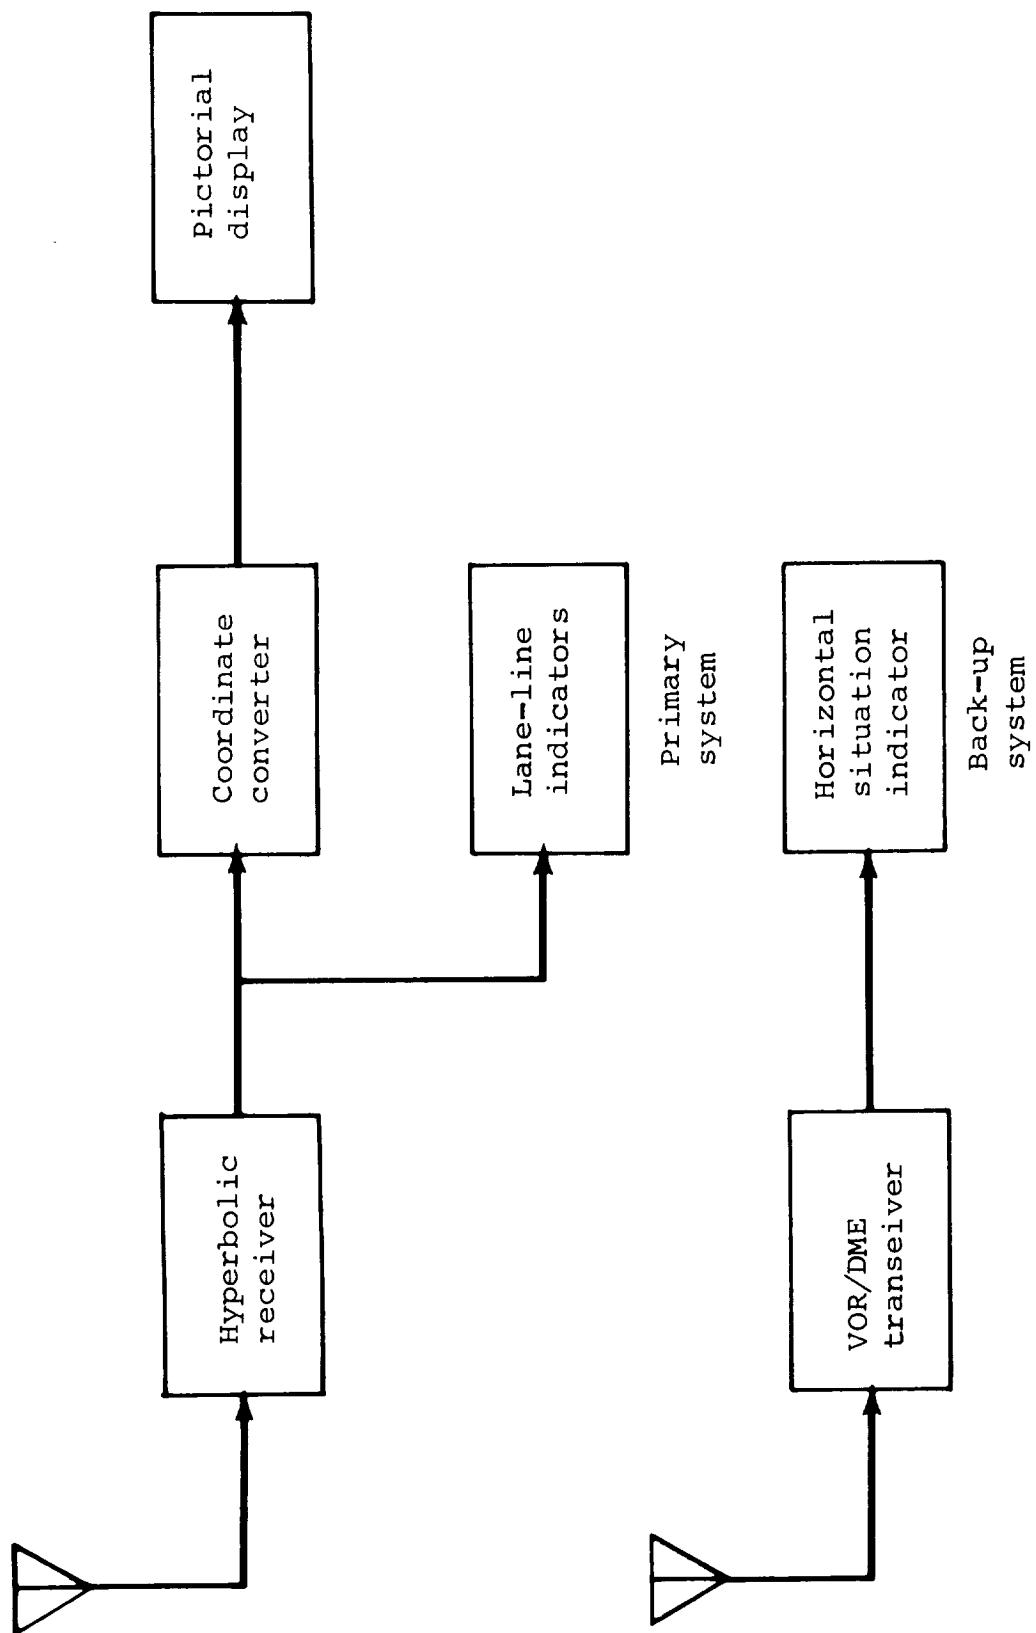 Hyperbolic
receiver
Coordinate
converter
Pictorial
display
Lane-line
indicators
Primary
system
VOR/DME
transeiver
Horizontal
situation
indicator
Back-up
system